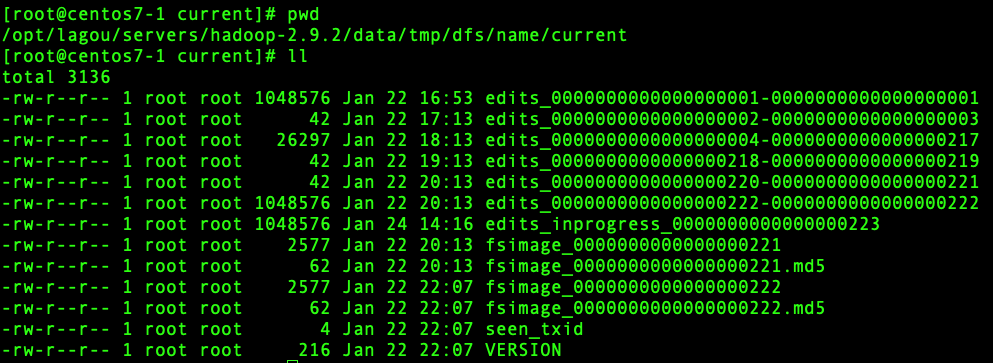 [root@centos7-1 current]# pwd
/opt/lagou/servers/hadoop-2.9.2/data/tmp/dfs/name/current
[root@centos7-1 current]# ll
total 3136
-rw-r--r-- 1 root root 1048576 Jan 22 16:53 edits_0000000000000000001-0000000000000000001
-rw-r--r-- 1 root root      42 Jan 22 17:13 edits_0000000000000000002-0000000000000000003
-rw-r--r-- 1 root root   26297 Jan 22 18:13 edits_0000000000000000004-0000000000000000217
-rw-r--r-- 1 root root      42 Jan 22 19:13 edits_0000000000000000218-0000000000000000219
-rw-r--r-- 1 root root      42 Jan 22 20:13 edits_0000000000000000220-0000000000000000221
-rw-r--r-- 1 root root 1048576 Jan 22 20:13 edits_0000000000000000222-0000000000000000222
-rw-r--r-- 1 root root 1048576 Jan 24 14:16 edits_inprogress_0000000000000000223
-rw-r--r-- 1 root root    2577 Jan 22 20:13 fsimage_0000000000000000221
-rw-r--r-- 1 root root      62 Jan 22 20:13 fsimage_0000000000000000221.md5
-rw-r--r-- 1 root root    2577 Jan 22 22:07 fsimage_0000000000000000222
-rw-r--r-- 1 root root      62 Jan 22 22:07 fsimage_0000000000000000222.md5
-rw-r--r-- 1 root root       4 Jan 22 22:07 seen_txid
-rw-r--r-- 1 root root     216 Jan 22 22:07 VERSION